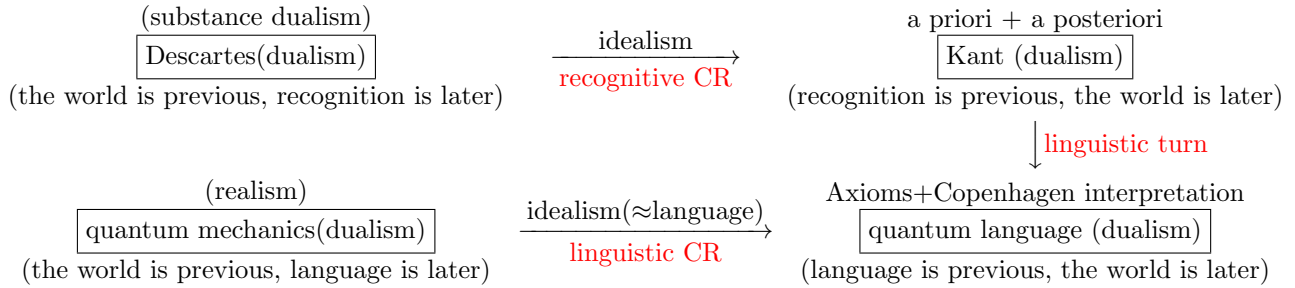 (substance dualism)
Descartes(dualism)
(the world is previous, recognition is later)
idealism
recognitive CR
a priori + a posteriori
Kant (dualism)
(recognition is previous, the world is later)
linguistic turn
(realism)
quantum mechanics(dualism)
(the world is previous, language is later)
idealism(≈language)
linguistic CR
Axioms+Copenhagen interpretation
quantum language (dualism)
(language is previous, the world is later)